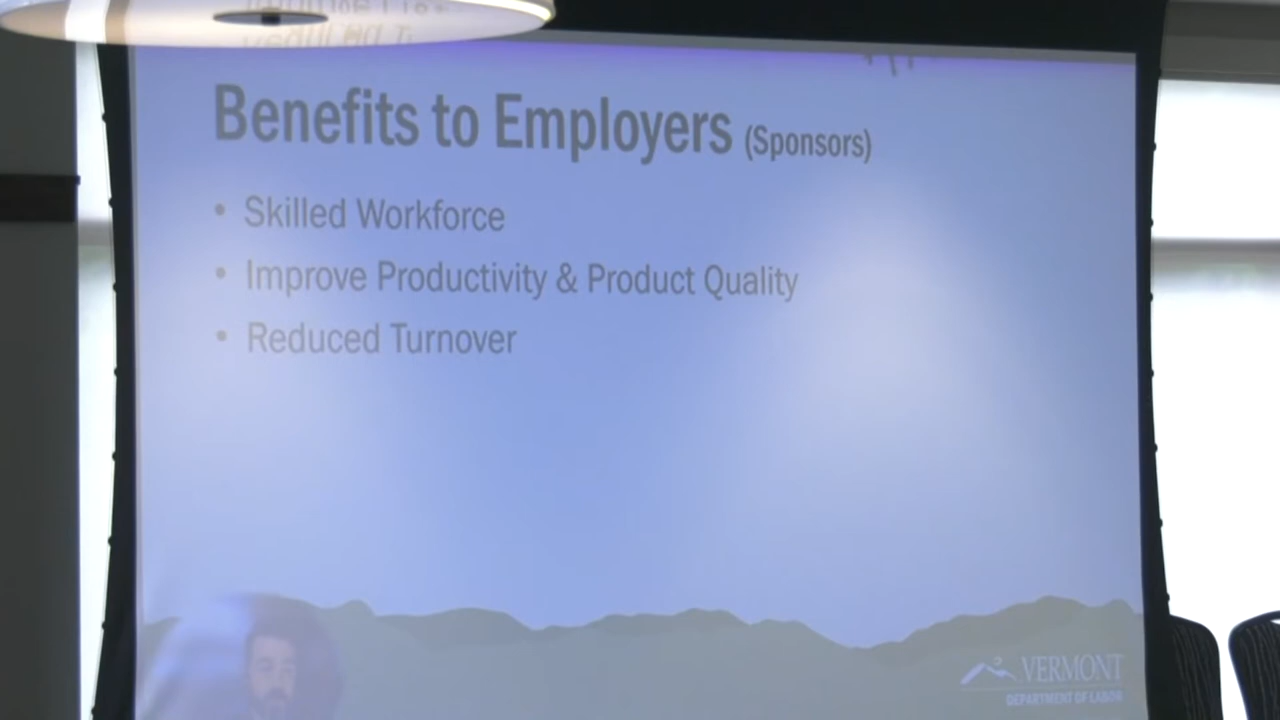 Benefits to Employers (Sponsors)
• Skilled Workforce
• Improve Productivity & Product Quality
• Reduced Turnover
VERMONT
DEPARTMENT OF LABOR